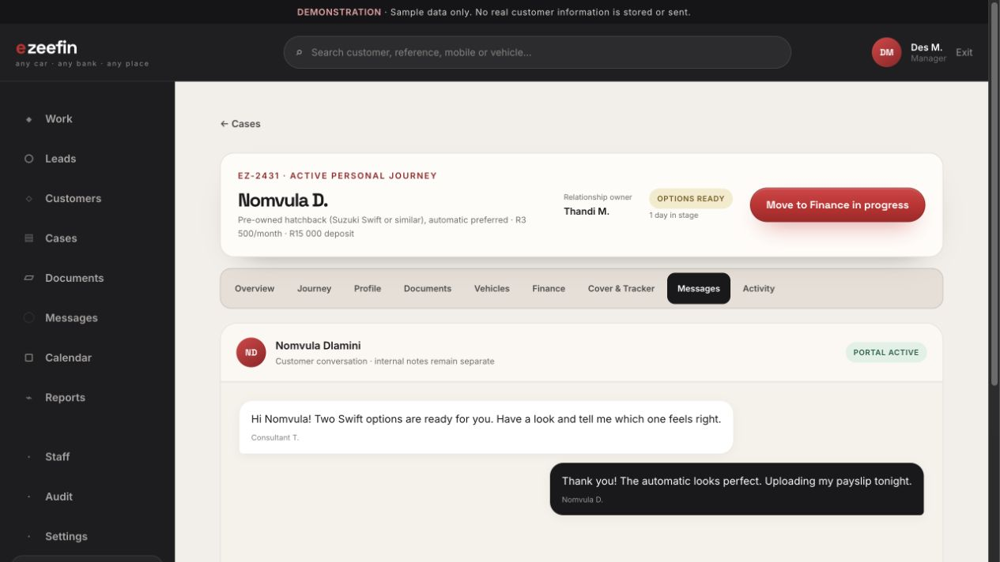 DEMONSTRATION · Sample data only. No real customer information is stored or sent.
ezeefin
any car · any bank · any place
Search customer, reference, mobile or vehicle...
DM
Des M.
Manager
Exit
Work
Leads
Customers
Cases
Documents
Messages
Calendar
Reports
Staff
Audit
Settings
← Cases
EZ-2431 · ACTIVE PERSONAL JOURNEY
Nomvula D.
Pre-owned hatchback (Suzuki Swift or similar), automatic preferred · R3
500/month · R15 000 deposit
Relationship owner
Thandi M.
OPTIONS READY
1 day in stage
Move to Finance in progress
Overview Journey Profile Documents Vehicles Finance Cover & Tracker Messages Activity
ND
Nomvula Dlamini
Customer conversation · internal notes remain separate
PORTAL ACTIVE
Hi Nomvula! Two Swift options are ready for you. Have a look and tell me which one feels right.
Consultant T.
Thank you! The automatic looks perfect. Uploading my payslip tonight.
Nomvula D.